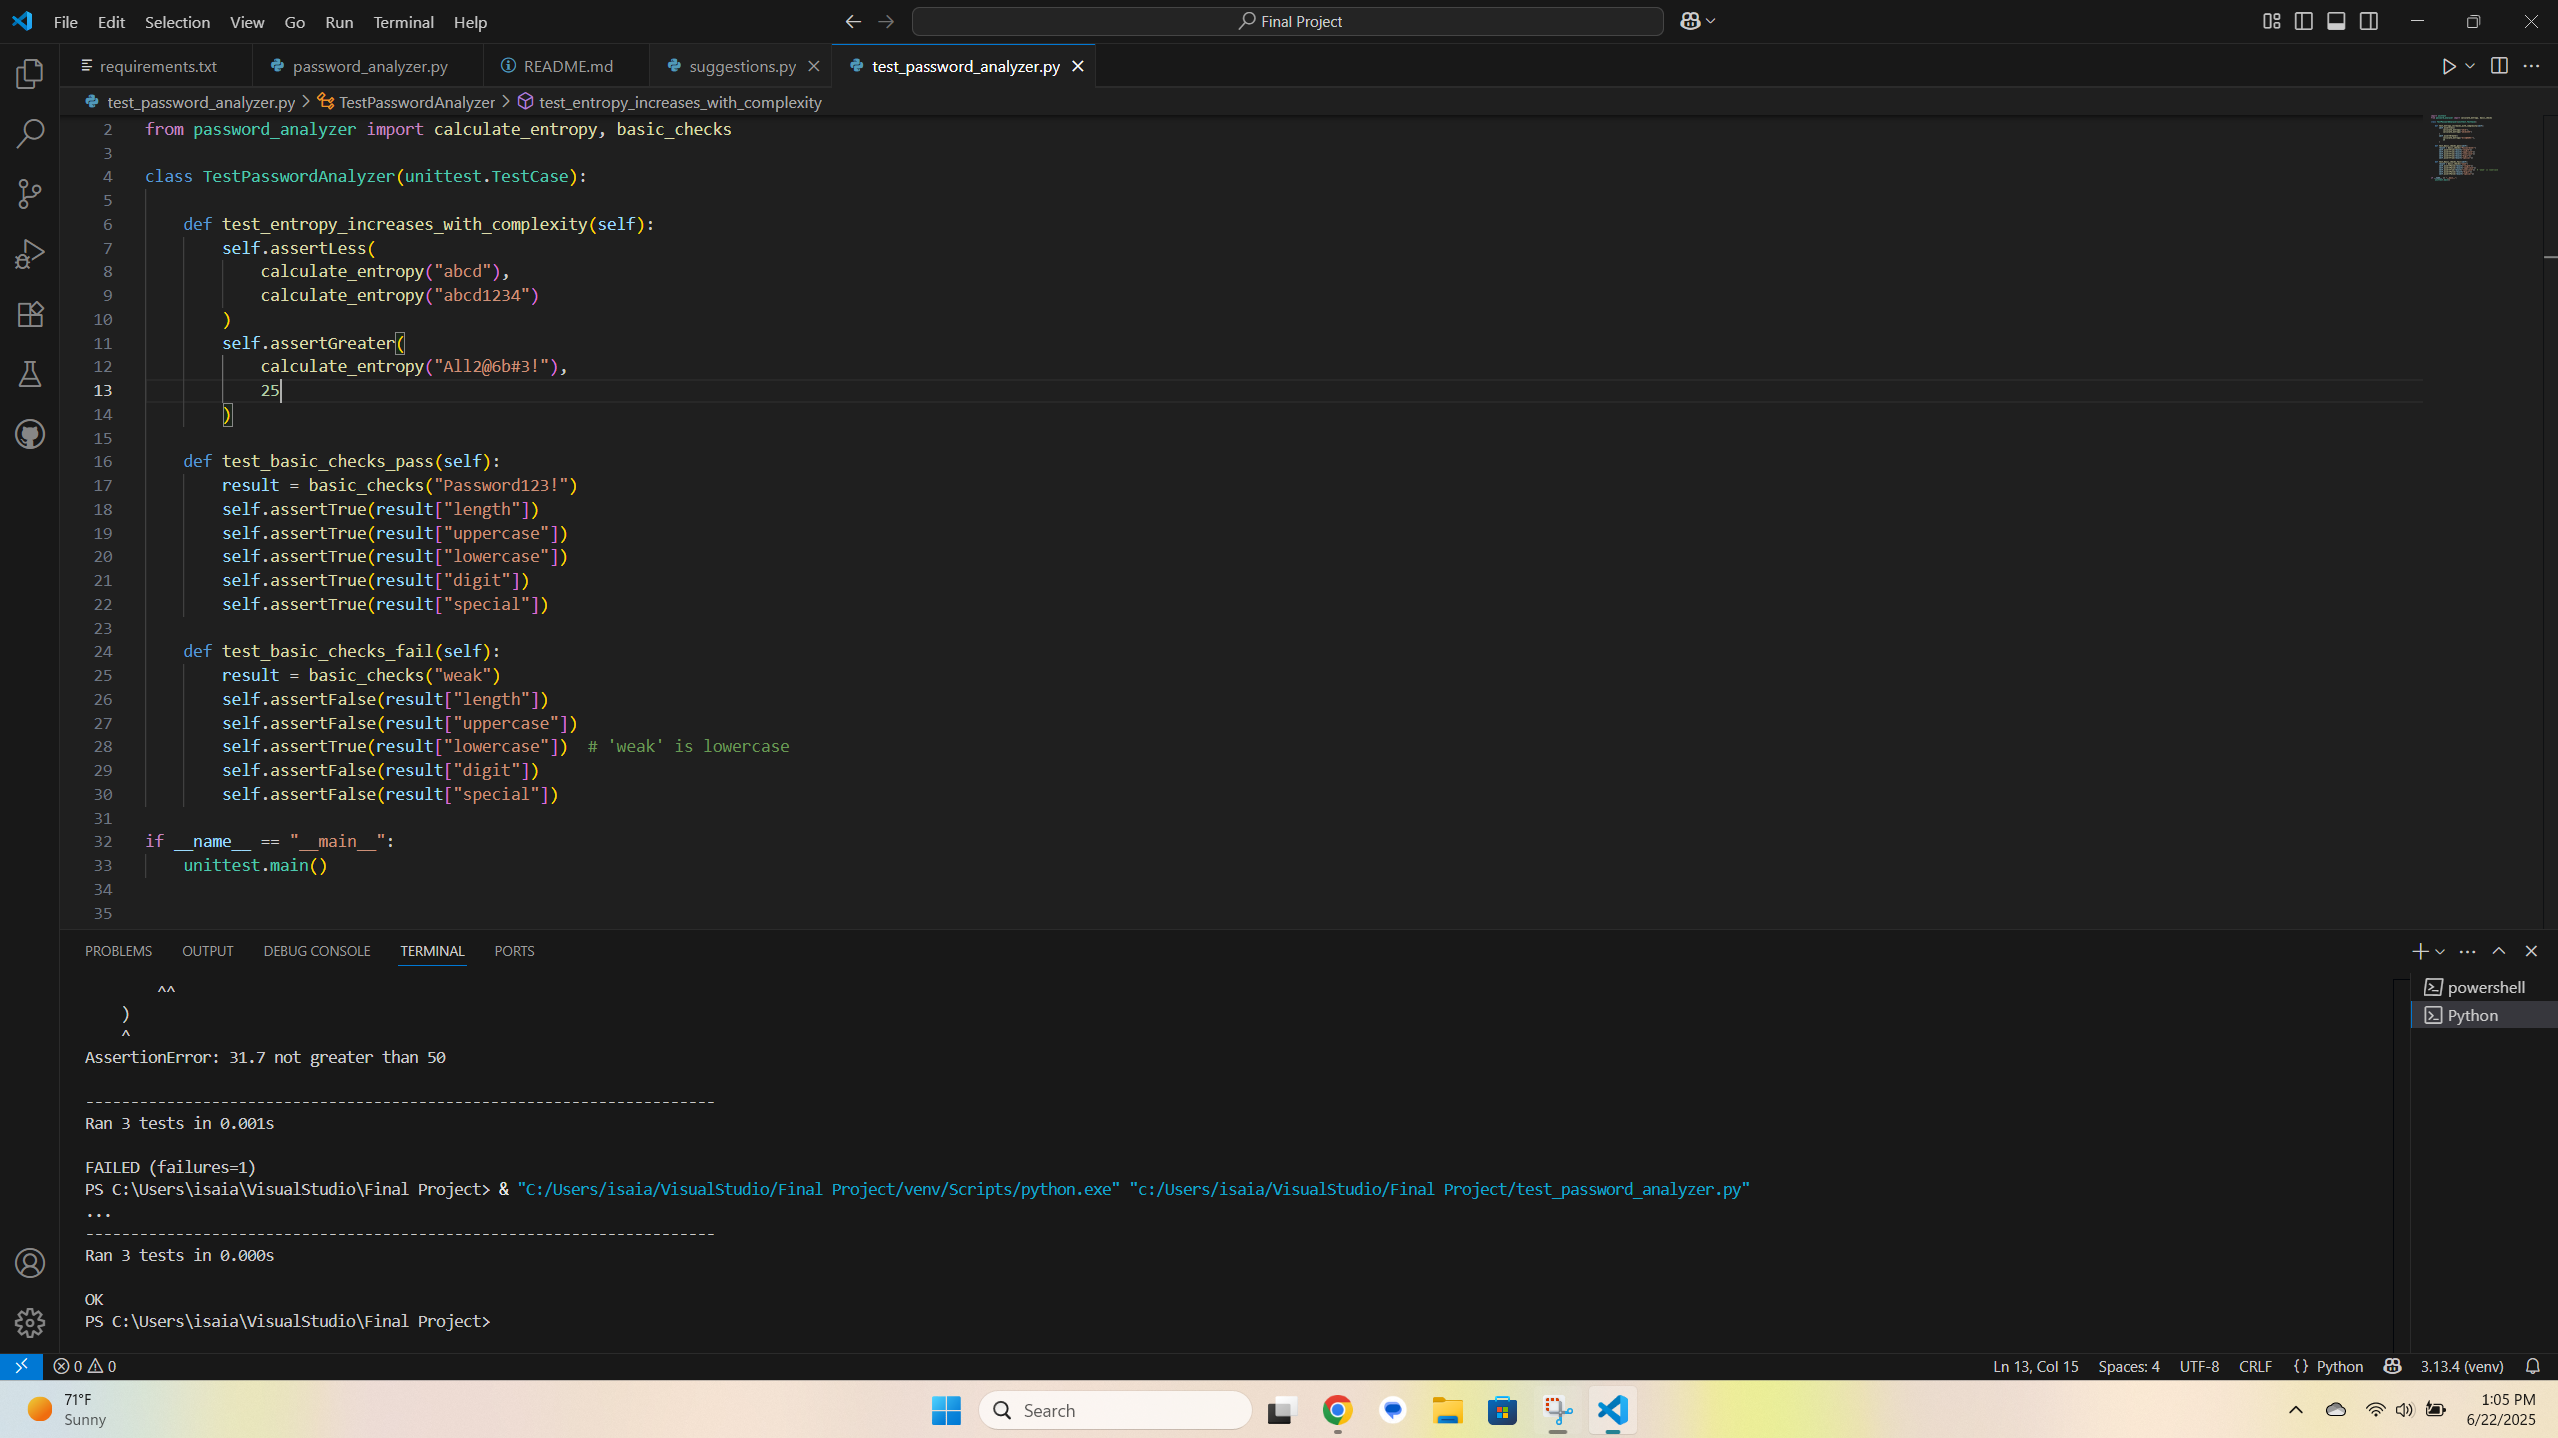 File Edit Selection View Go Run Terminal Help
Final Project
requirements.txt password_analyzer.py README.md suggestions.py test_password_analyzer.py
test_password_analyzer.py > TestPasswordAnalyzer > test_entropy_increases_with_complexity
2 from password_analyzer import calculate_entropy, basic_checks
3
4 class TestPasswordAnalyzer(unittest.TestCase):
5
6 def test_entropy_increases_with_complexity(self):
7 self.assertLess(
8 calculate_entropy("abcd"),
9 calculate_entropy("abcd1234")
10 )
11 self.assertGreater(
12 calculate_entropy("All2@6b#3!"),
13 25
14 )
15
16 def test_basic_checks_pass(self):
17 result = basic_checks("Password123!")
18 self.assertTrue(result["length"])
19 self.assertTrue(result["uppercase"])
20 self.assertTrue(result["lowercase"])
21 self.assertTrue(result["digit"])
22 self.assertTrue(result["special"])
23
24 def test_basic_checks_fail(self):
25 result = basic_checks("weak")
26 self.assertFalse(result["length"])
27 self.assertFalse(result["uppercase"])
28 self.assertTrue(result["lowercase"]) # 'weak' is lowercase
29 self.assertFalse(result["digit"])
30 self.assertFalse(result["special"])
31
32 if __name__ == "__main__":
33 unittest.main()
34
35
PROBLEMS OUTPUT DEBUG CONSOLE TERMINAL PORTS
^^
)
^
AssertionError: 31.7 not greater than 50
----------------------------------------------------------------------
Ran 3 tests in 0.001s
FAILED (failures=1)
PS C:\Users\isaia\VisualStudio\Final Project> & "C:/Users/isaia/VisualStudio/Final Project/venv/Scripts/python.exe" "c:/Users/isaia/VisualStudio/Final Project/test_password_analyzer.py"
...
----------------------------------------------------------------------
Ran 3 tests in 0.000s
OK
PS C:\Users\isaia\VisualStudio\Final Project>
powershell
Python
0 0 Ln 13, Col 15 Spaces: 4 UTF-8 CRLF {} Python 3.13.4 (venv)
71°F
Sunny
Search
1:05 PM
6/22/2025